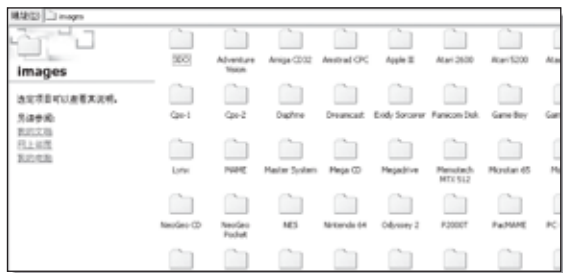 地址(D) images
images
选定项目可以查看其说明。
另请参阅:
我的文档
网上邻居
我的电脑
3DO Adventure Vision Amiga CD32 Amstrad CPC Apple II Atari 2600 Atari 5200
Cps-1 Cps-2 Daphne Dreamcast Exidy Sorcerer Famicom Disk Game Boy
Lynx MAME Master System Mega CD Megadrive Memotech MTX 512 Microtan 65
NeoGeo CD NeoGeo Pocket NES Nintendo 64 Odyssey 2 P2000T PacMAME PC